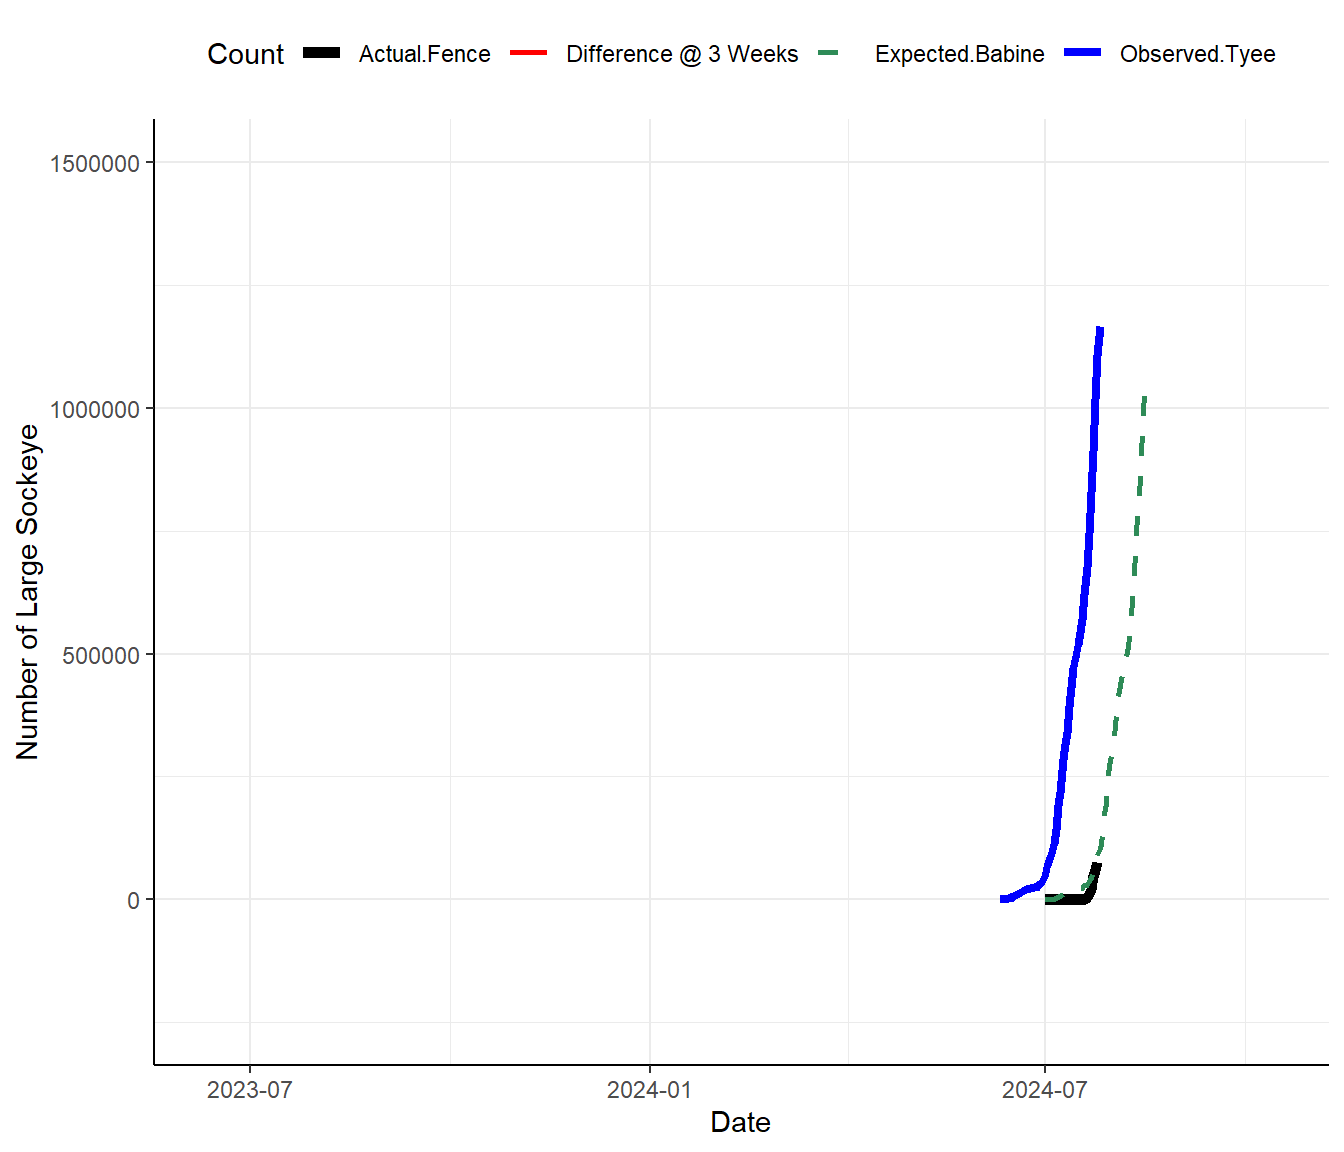 Count Actual.Fence Difference @ 3 Weeks Expected.Babine Observed.Tyee
1500000
1000000
500000
0
Number of Large Sockeye
2023-07 2024-01 2024-07
Date